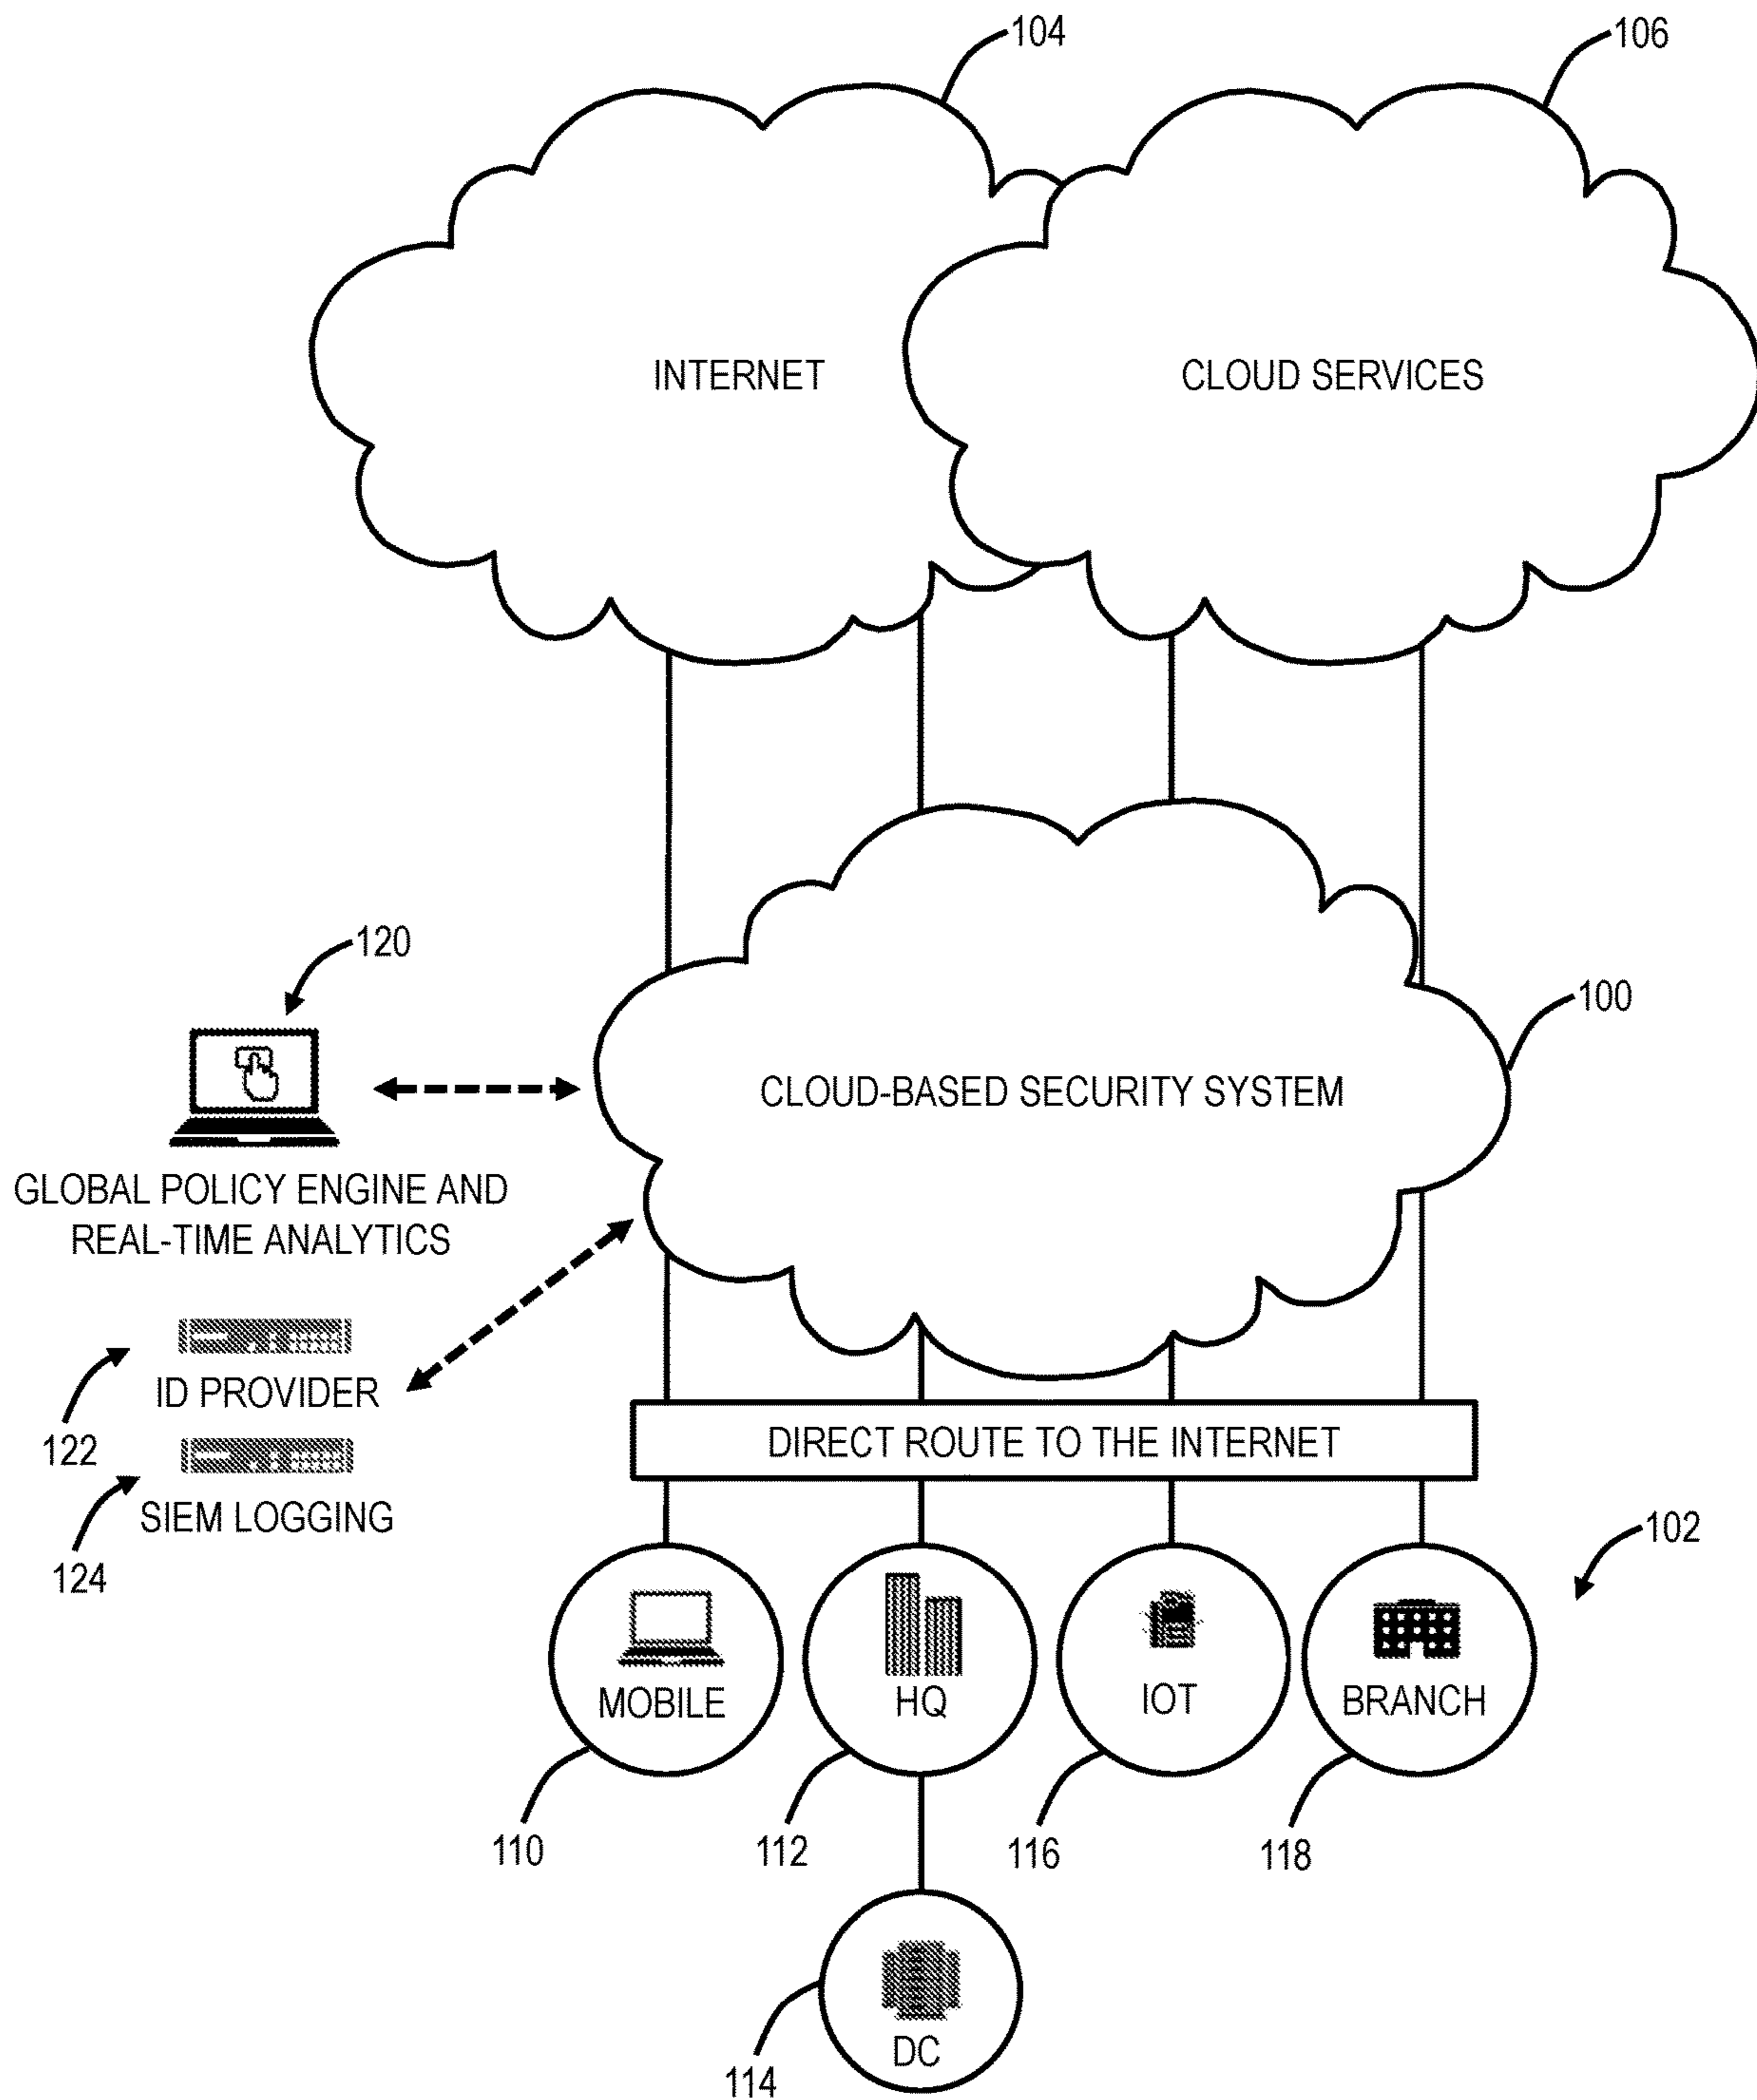 104
106
INTERNET
CLOUD SERVICES
120
100
CLOUD-BASED SECURITY SYSTEM
GLOBAL POLICY ENGINE AND
REAL-TIME ANALYTICS
ID PROVIDER
122
DIRECT ROUTE TO THE INTERNET
SIEM LOGGING
124
102
MOBILE
HQ
IOT
BRANCH
110
112
116
118
DC
114